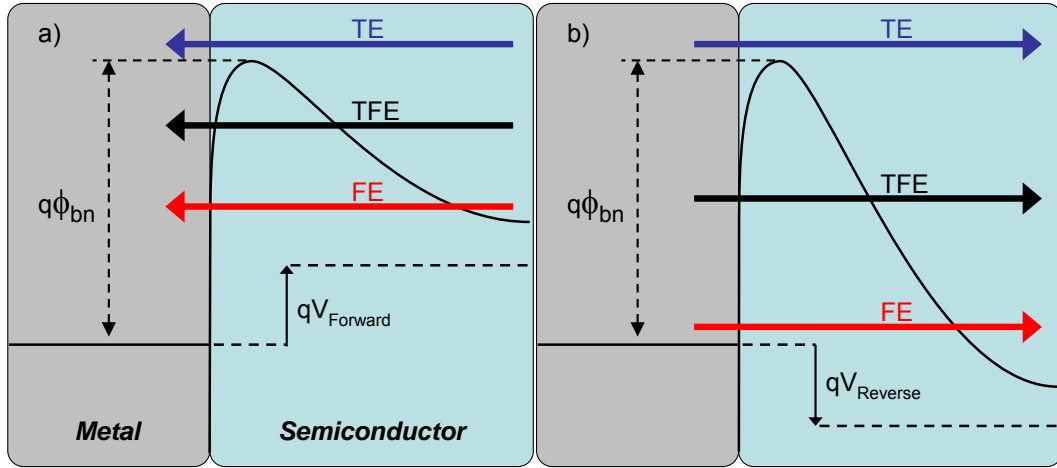 a)
TE
TFE
FE
qϕbn
qVForward
Metal
Semiconductor
b)
TE
TFE
FE
qϕbn
qVReverse